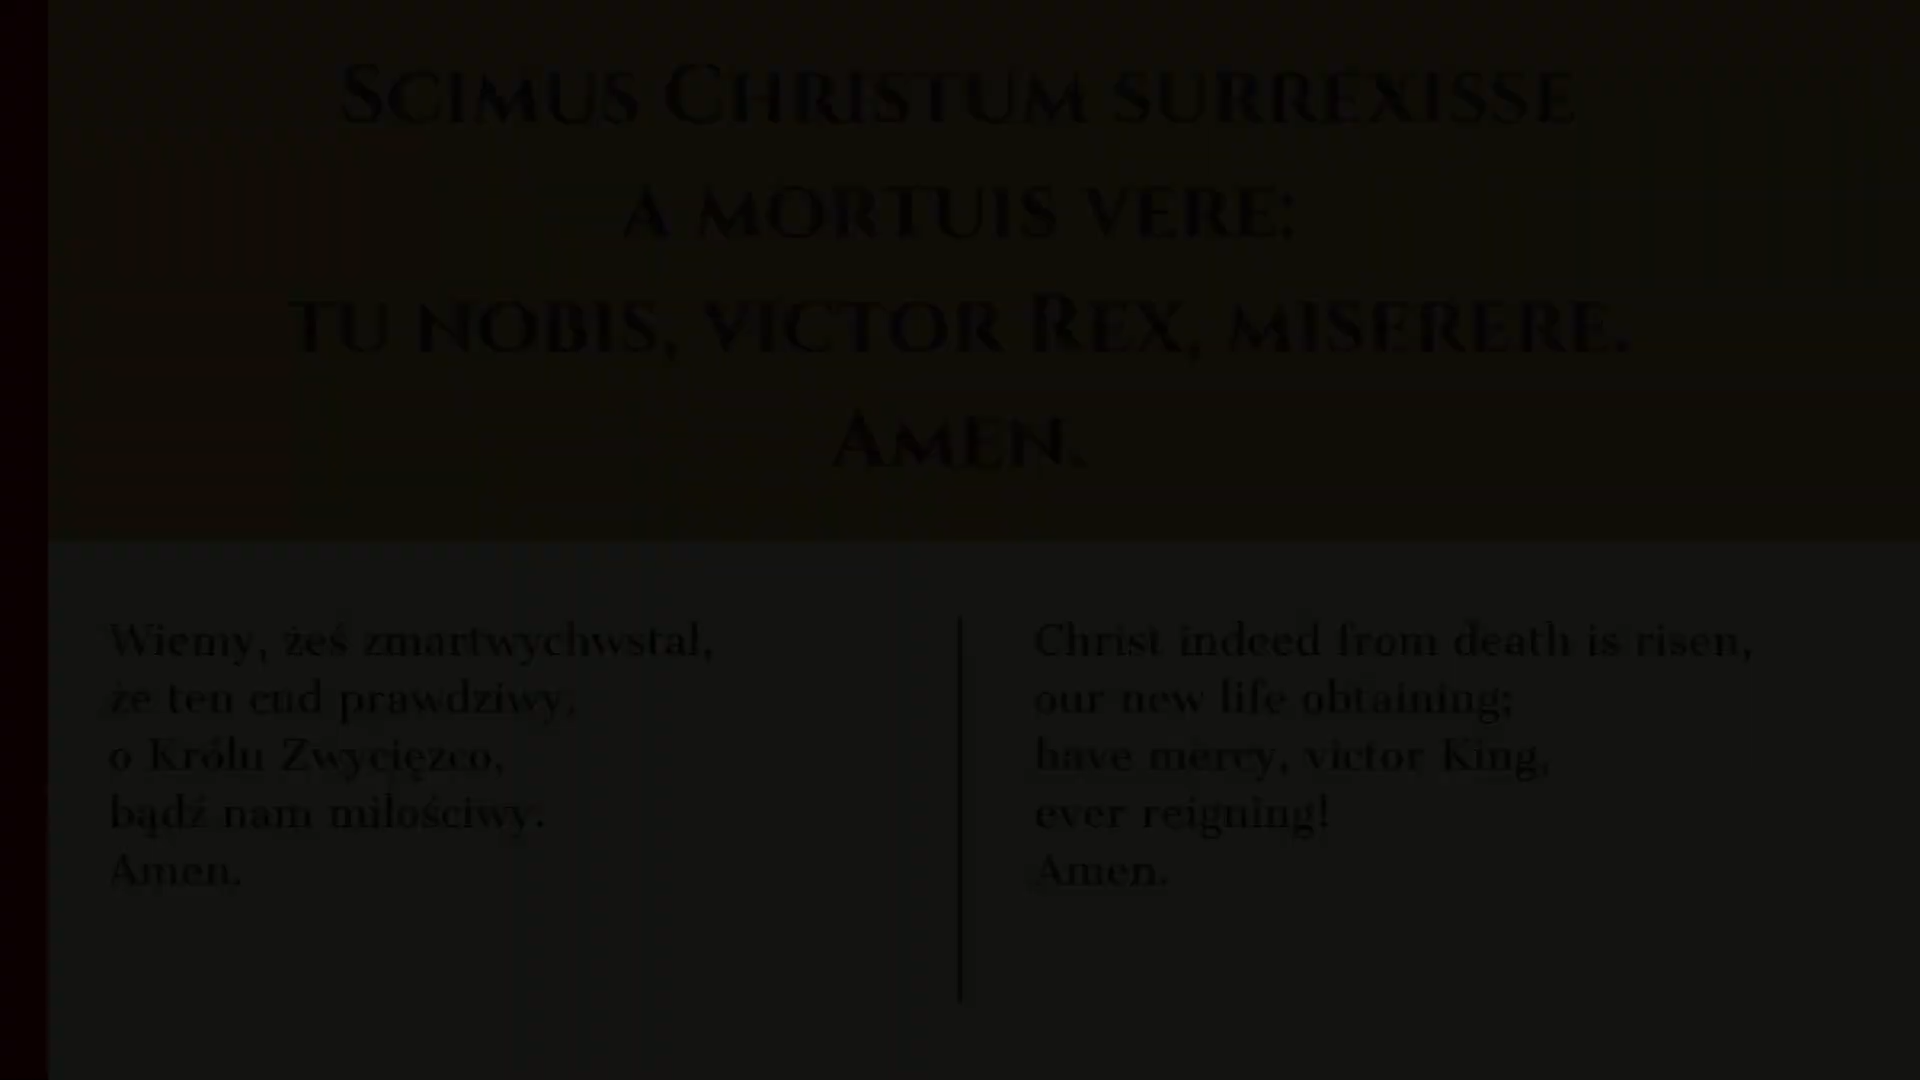 Scimus Christum surrexisse
a mortuis vere:
tu nobis, victor Rex, miserere.
Amen.
Wiemy, żeś zmartwychwstał,
że ten cud prawdziwy,
o Królu Zwycięzco,
bądź nam miłościwy.
Amen.
Christ indeed from death is risen,
our new life obtaining;
have mercy, victor King,
ever reigning!
Amen.